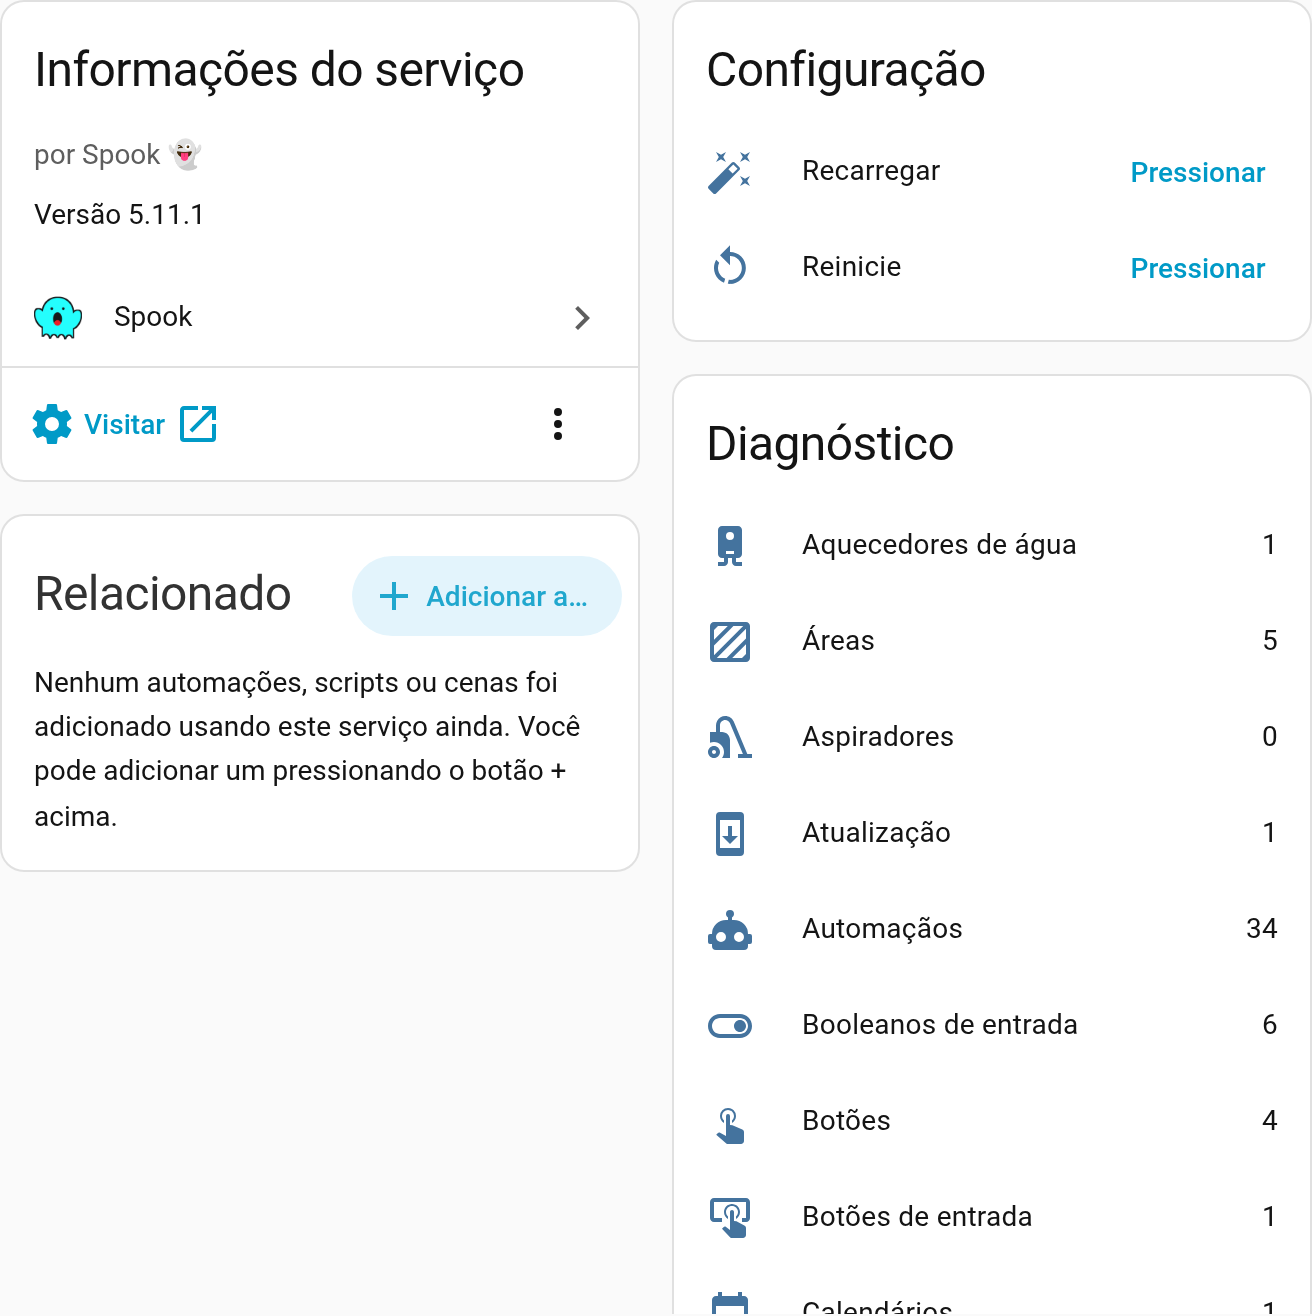 Informações do serviço
por Spook 👻
Versão 5.11.1
Spook
Visitar
Relacionado
Adicionar a...
Nenhum automações, scripts ou cenas foi
adicionado usando este serviço ainda. Você
pode adicionar um pressionando o botão +
acima.
Configuração
Recarregar Pressionar
Reinicie Pressionar
Diagnóstico
Aquecedores de água 1
Áreas 5
Aspiradores 0
Atualização 1
Automaçãos 34
Booleanos de entrada 6
Botões 4
Botões de entrada 1
Calendários 1